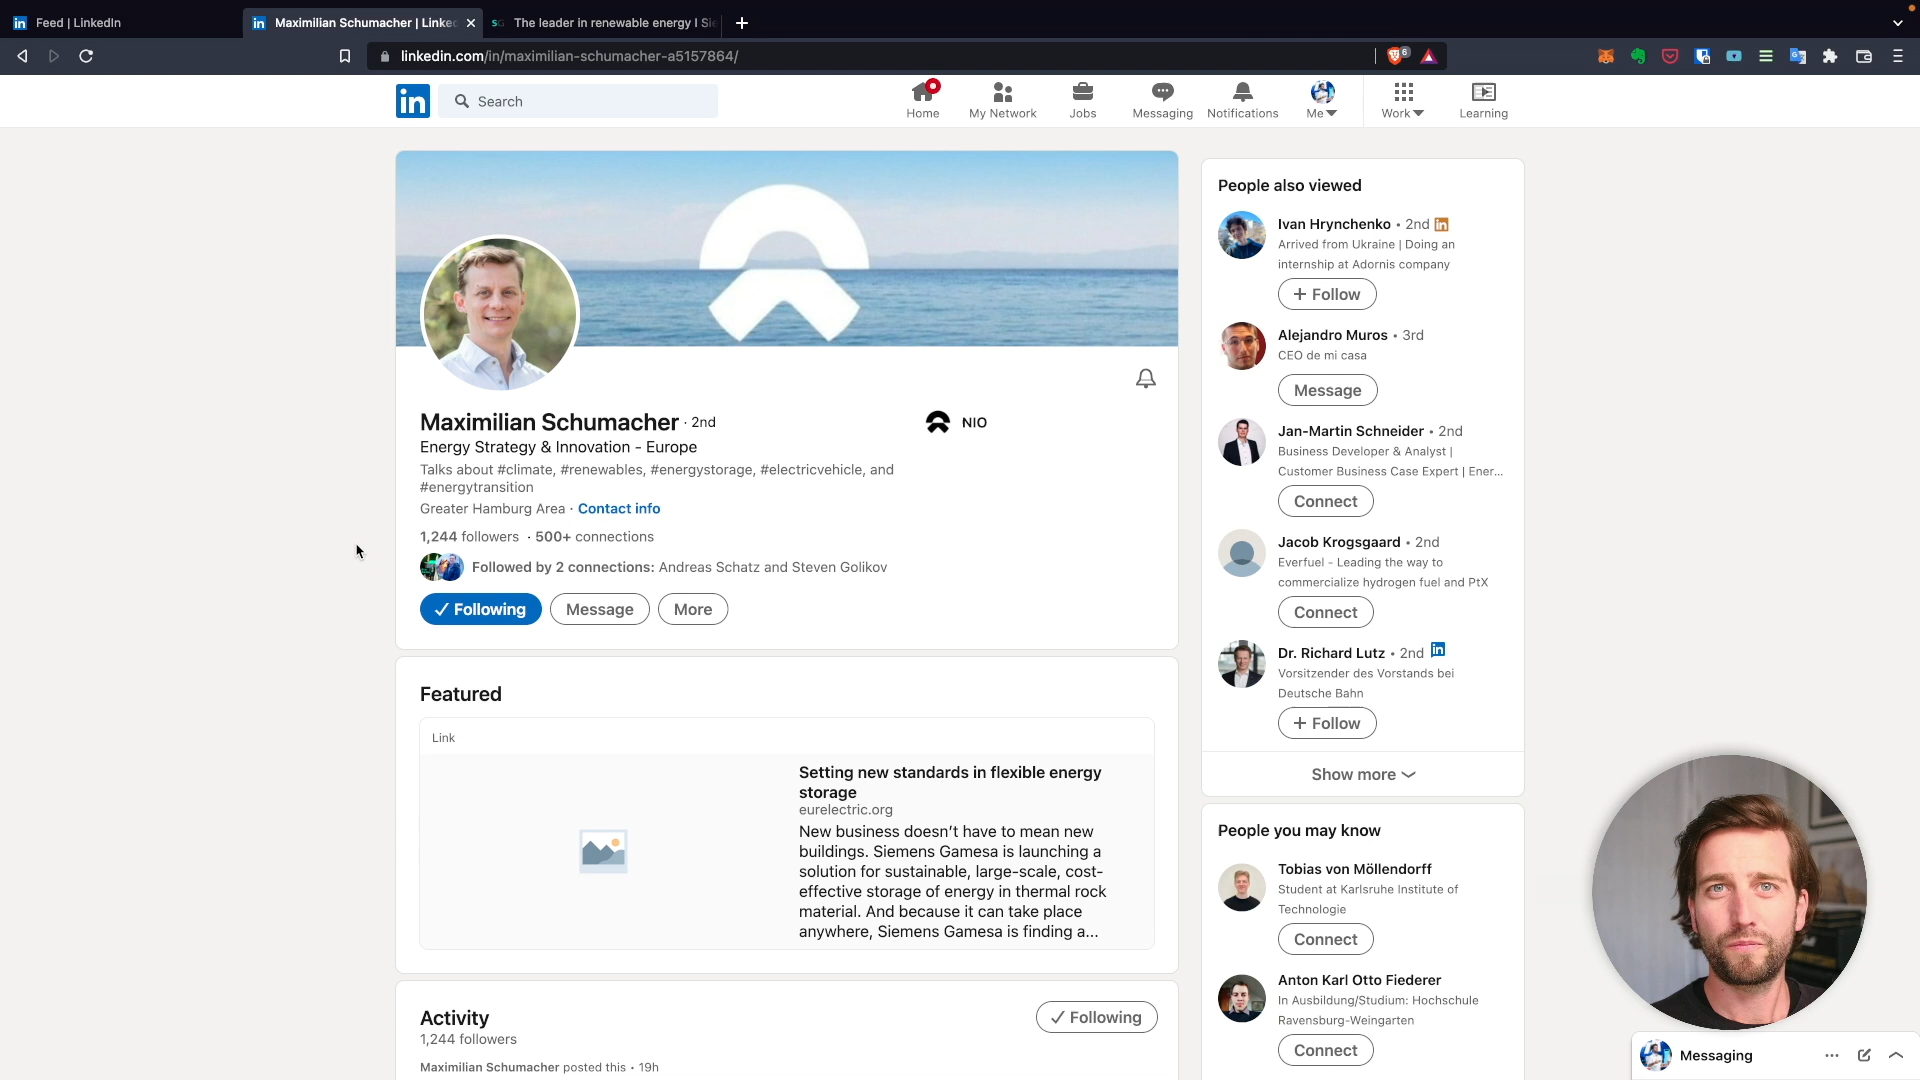 Feed | LinkedIn
Maximilian Schumacher | Linke
The leader in renewable energy I Si
linkedin.com/in/maximilian-schumacher-a5157864/
6
in
Search
Home
My Network
Jobs
Messaging
Notifications
Me
Work
Learning
Maximilian Schumacher · 2nd
NIO
Energy Strategy & Innovation - Europe
Talks about #climate, #renewables, #energystorage, #electricvehicle, and
#energytransition
Greater Hamburg Area · Contact info
1,244 followers · 500+ connections
Followed by 2 connections: Andreas Schatz and Steven Golikov
Following
Message
More
Featured
Link
Setting new standards in flexible energy
storage
eurelectric.org
New business doesn’t have to mean new
buildings. Siemens Gamesa is launching a
solution for sustainable, large-scale, cost-
effective storage of energy in thermal rock
material. And because it can take place
anywhere, Siemens Gamesa is finding a...
Activity
Following
1,244 followers
Maximilian Schumacher posted this • 19h
People also viewed
Ivan Hrynchenko • 2nd
Arrived from Ukraine | Doing an
internship at Adornis company
+ Follow
Alejandro Muros • 3rd
CEO de mi casa
Message
Jan-Martin Schneider • 2nd
Business Developer & Analyst |
Customer Business Case Expert | Ener...
Connect
Jacob Krogsgaard • 2nd
Everfuel - Leading the way to
commercialize hydrogen fuel and PtX
Connect
Dr. Richard Lutz • 2nd
Vorsitzender des Vorstands bei
Deutsche Bahn
+ Follow
Show more
People you may know
Tobias von Möllendorff
Student at Karlsruhe Institute of
Technologie
Connect
Anton Karl Otto Fiederer
In Ausbildung/Studium: Hochschule
Ravensburg-Weingarten
Connect
Messaging